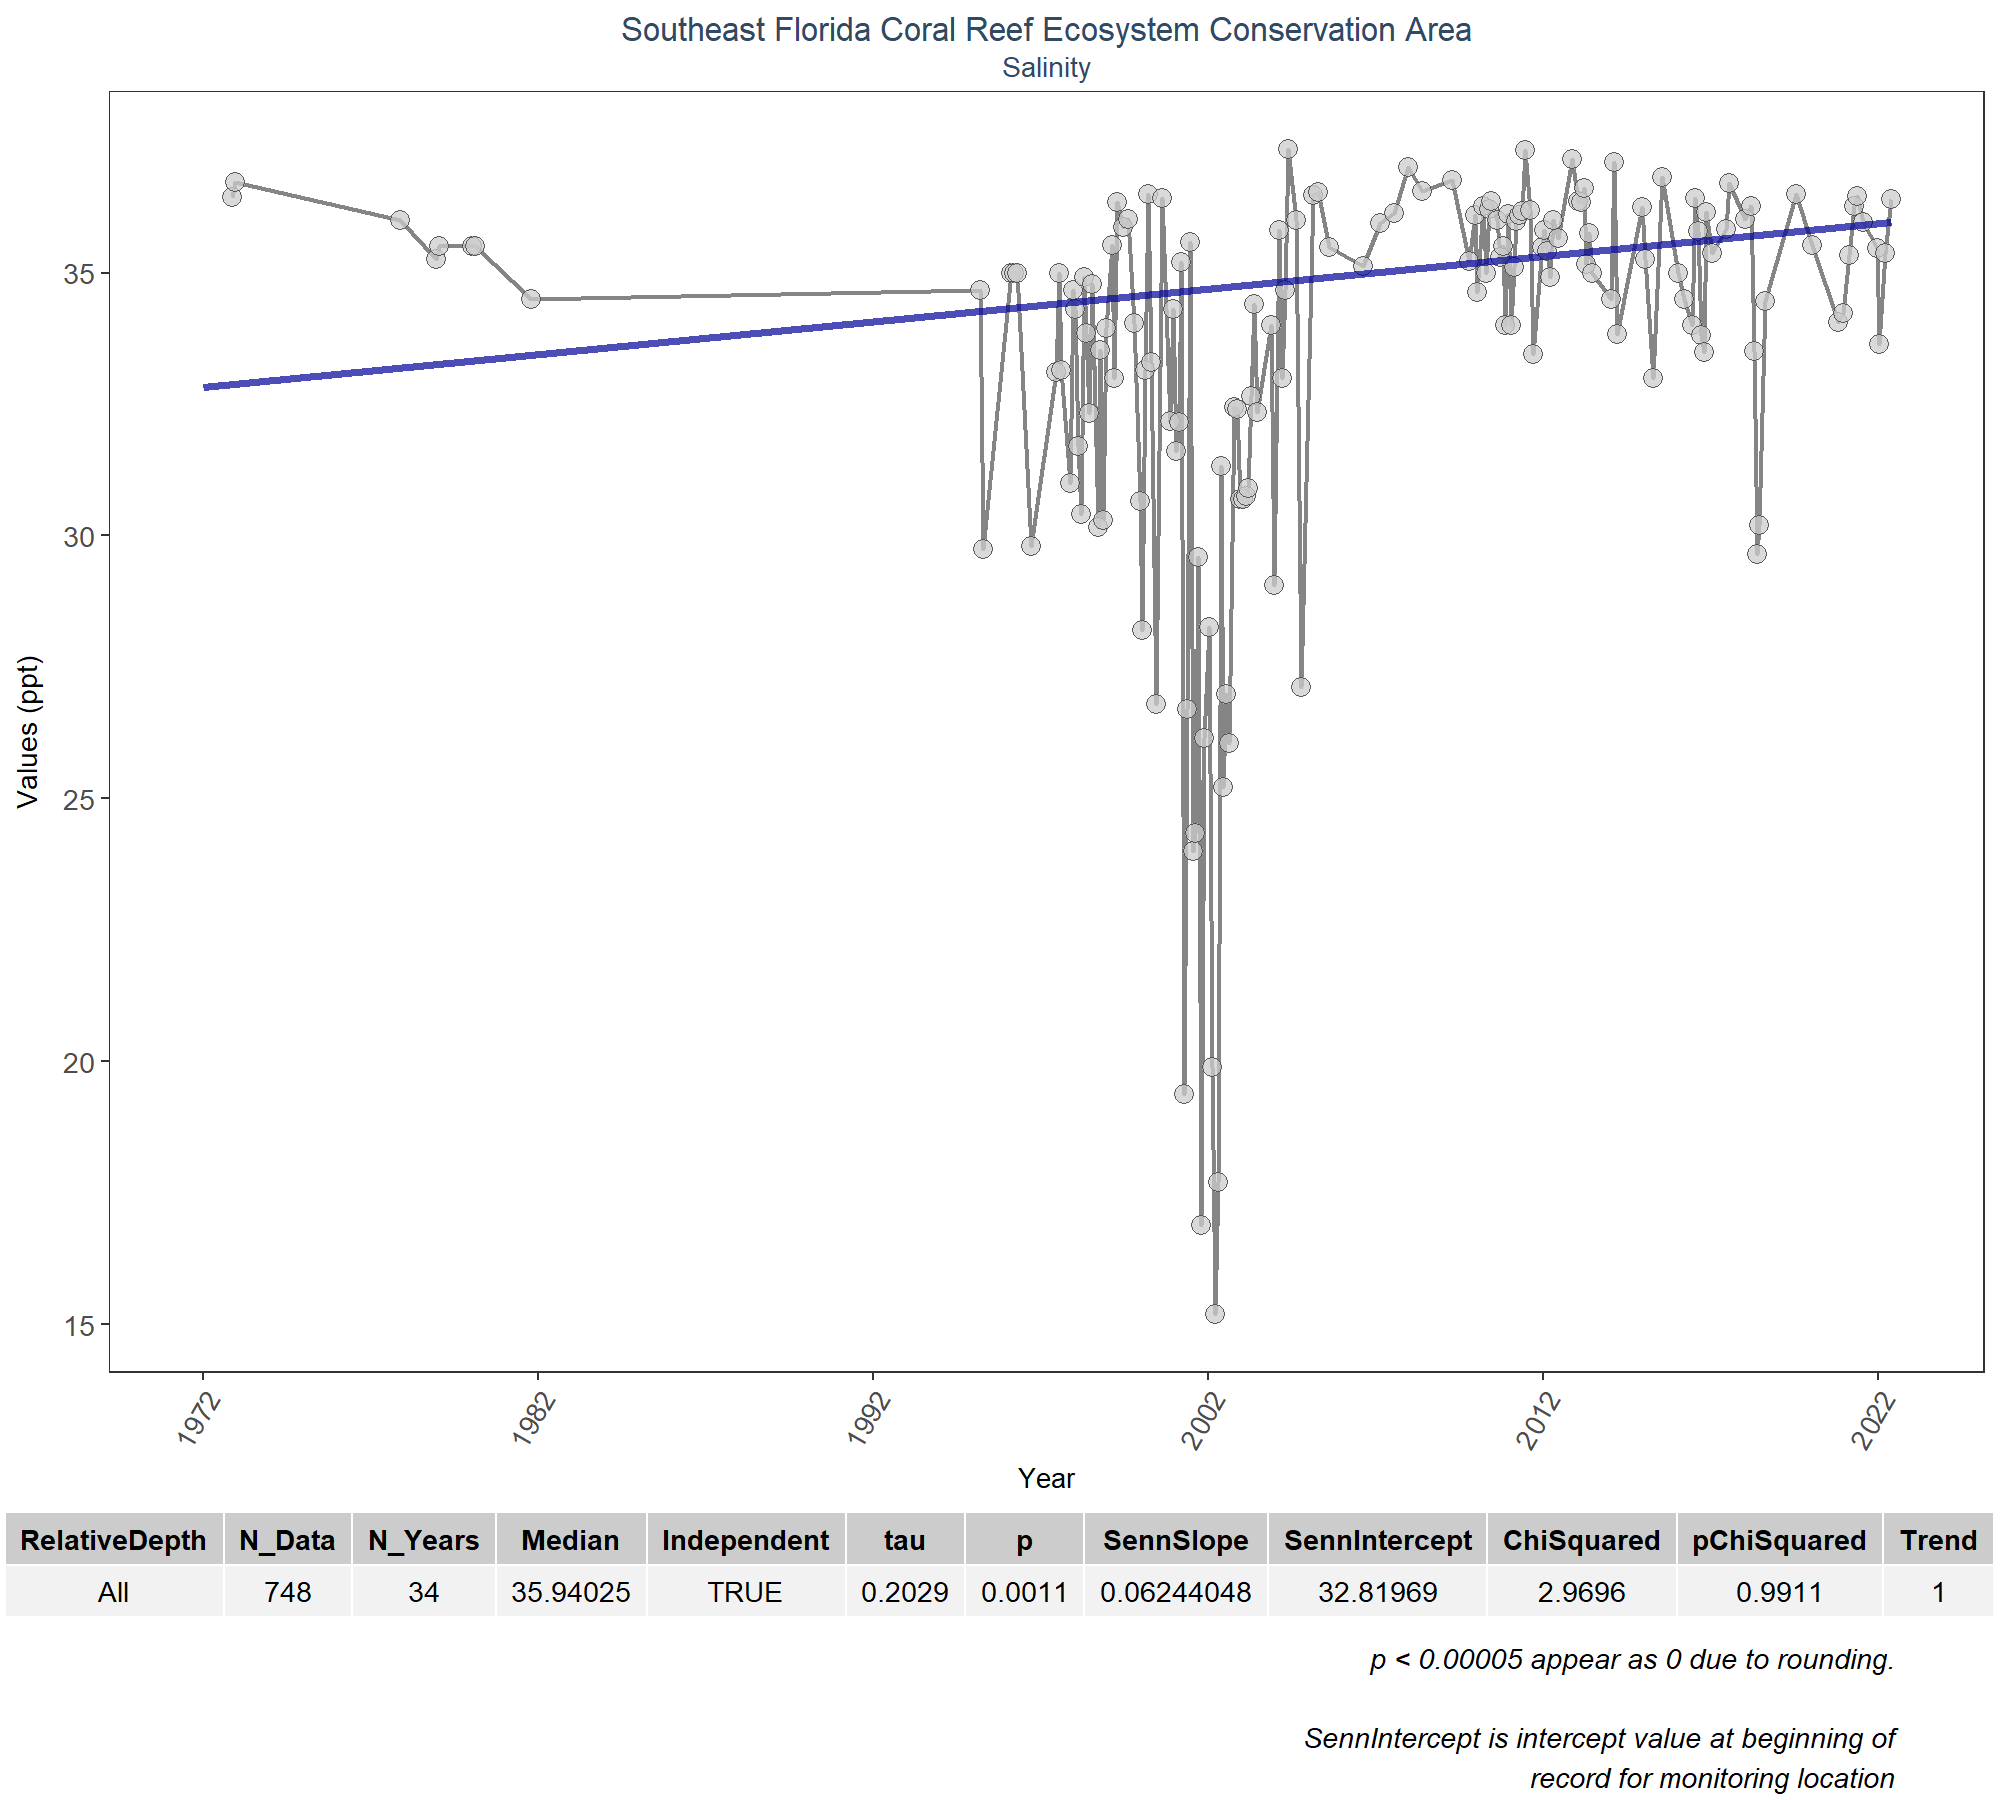 Southeast Florida Coral Reef Ecosystem Conservation Area
Salinity
Values (ppt)
35
30
25
20
15
1972 1982 1992 2002 2012 2022
Year
RelativeDepth N_Data N_Years Median Independent tau p SennSlope SennIntercept ChiSquared pChiSquared Trend
All 748 34 35.94025 TRUE 0.2029 0.0011 0.06244048 32.81969 2.9696 0.9911 1
p < 0.00005 appear as 0 due to rounding.
SennIntercept is intercept value at beginning of
record for monitoring location